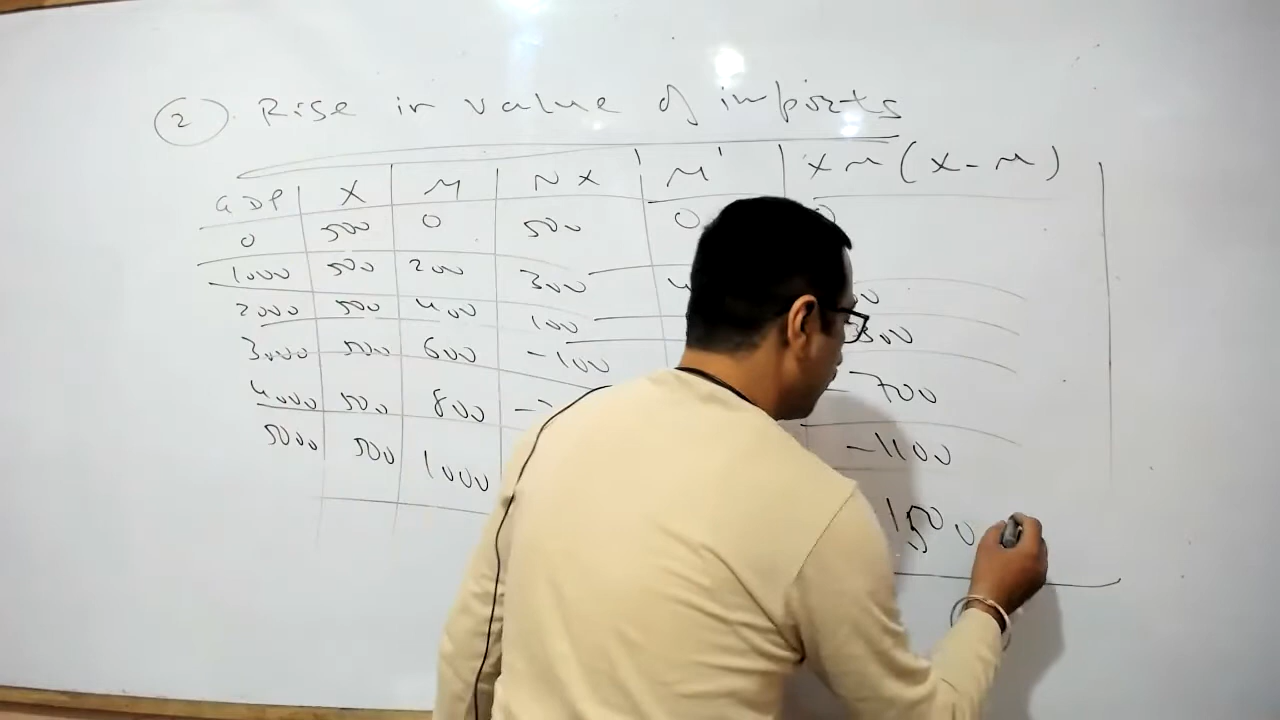 2 Rise in value of imports
GDP X M NX M' XM (X-M)
0 500 0 500 0
1000 500 200 300
2000 500 400 100 300
3000 500 600 -100 -700
4000 500 800 -1100
5000 500 1000 1500